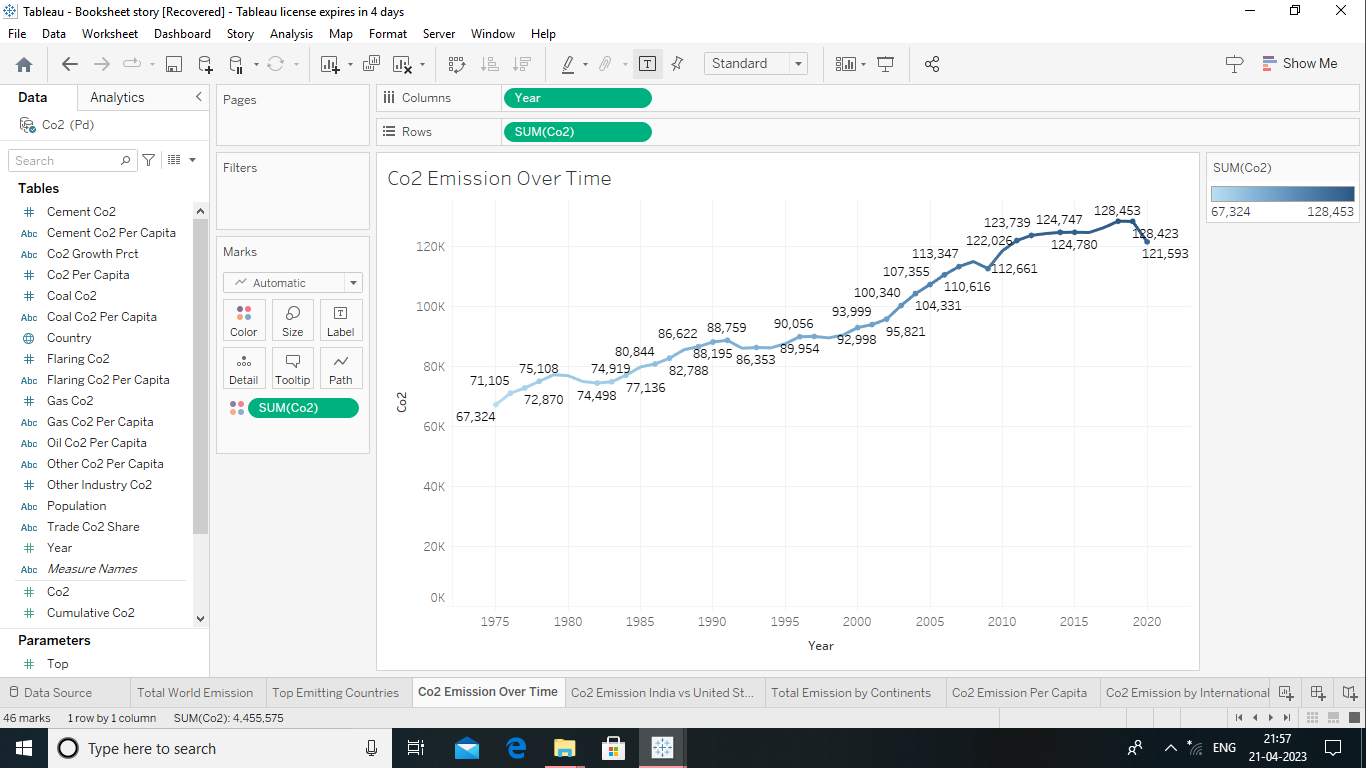 Tableau - Booksheet story [Recovered] - Tableau license expires in 4 days
File Data Worksheet Dashboard Story Analysis Map Format Server Window Help
Standard
Show Me
Data Analytics
Co2 (Pd)
Search
Tables
Cement Co2
Abc Cement Co2 Per Capita
Abc Co2 Growth Prct
Co2 Per Capita
Coal Co2
Abc Coal Co2 Per Capita
Country
Flaring Co2
Abc Flaring Co2 Per Capita
Gas Co2
Abc Gas Co2 Per Capita
Abc Oil Co2 Per Capita
Abc Other Co2 Per Capita
Other Industry Co2
Abc Population
Abc Trade Co2 Share
Year
Abc Measure Names
Co2
Cumulative Co2
Parameters
Top
Pages
Filters
Marks
Automatic
Color Size Label
Detail Tooltip Path
SUM(Co2)
Columns Year
Rows SUM(Co2)
Co2 Emission Over Time
Co2
120K
100K
80K
60K
40K
20K
0K
67,324
71,105
72,870
75,108
74,498
74,919
77,136
80,844
82,788
86,622
88,195
88,759
86,353
90,056
89,954
92,998
93,999
95,821
100,340
104,331
107,355
110,616
113,347
112,661
122,026
123,739
124,747
124,780
128,453
128,423
121,593
1975 1980 1985 1990 1995 2000 2005 2010 2015 2020
Year
SUM(Co2)
67,324 128,453
Data Source Total World Emission Top Emitting Countries Co2 Emission Over Time Co2 Emission India vs United St... Total Emission by Continents Co2 Emission Per Capita Co2 Emission by International
46 marks 1 row by 1 column SUM(Co2): 4,455,575
Type here to search
ENG
21:57
21-04-2023